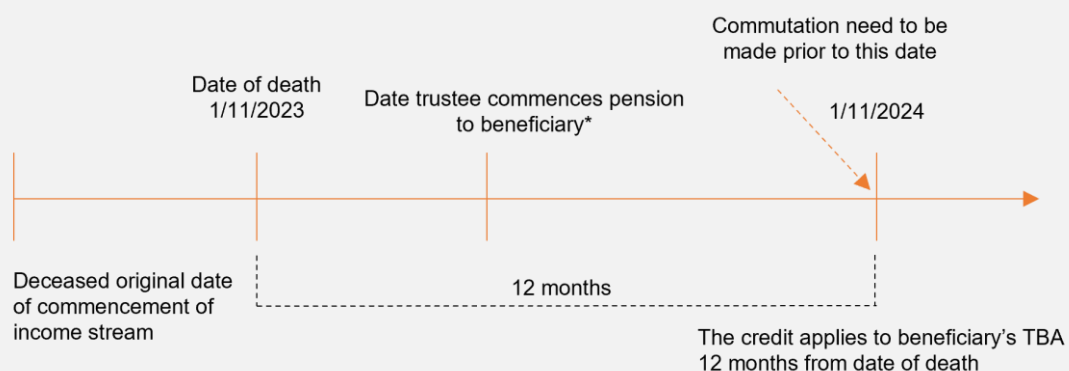 Commutation need to be
made prior to this date
Date of death
1/11/2023
Date trustee commences pension
to beneficiary*
1/11/2024
Deceased original date
of commencement of
income stream
12 months
The credit applies to beneficiary’s TBA
12 months from date of death